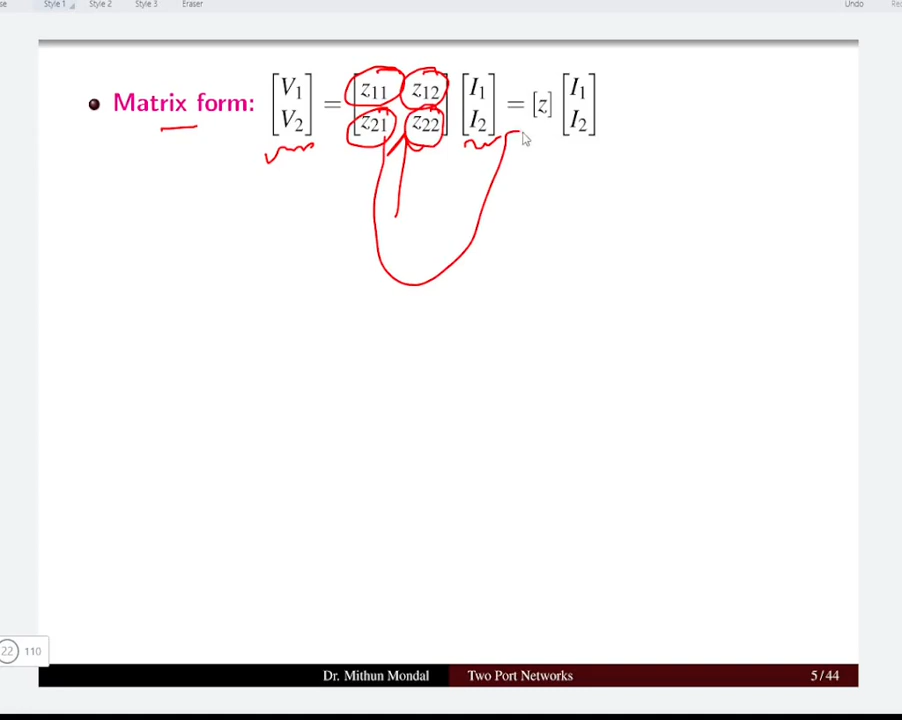 Style 1 Style 2 Style 3 Eraser Undo
Matrix form: [V1 V2] = [z11 z12 z21 z22] [I1 I2] = [z] [I1 I2]
22 110
Dr. Mithun Mondal Two Port Networks 5/44